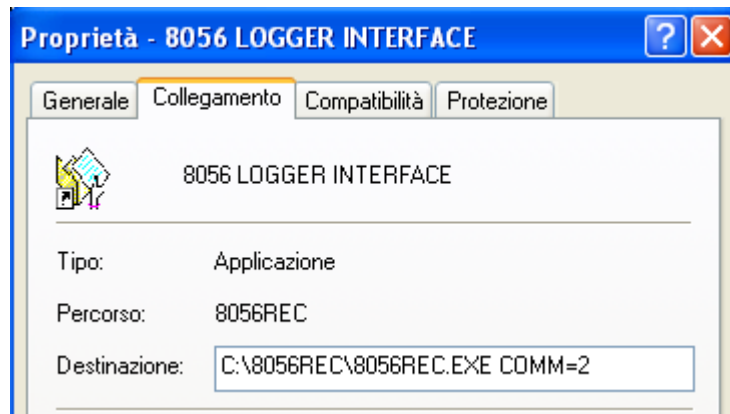 Proprietà - 8056 LOGGER INTERFACE
Generale Collegamento Compatibilità Protezione
8056 LOGGER INTERFACE
Tipo: Applicazione
Percorso: 8056REC
Destinazione: C:\8056REC\8056REC.EXE COMM=2